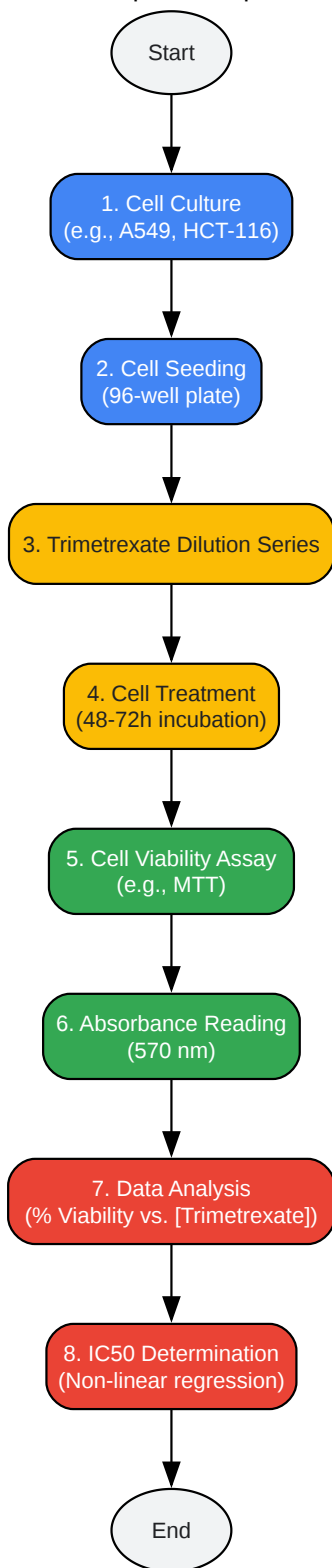 Start
1. Cell Culture
(e.g., A549, HCT-116)
2. Cell Seeding
(96-well plate)
3. Trimetrexate Dilution Series
4. Cell Treatment
(48-72h incubation)
5. Cell Viability Assay
(e.g., MTT)
6. Absorbance Reading
(570 nm)
7. Data Analysis
(% Viability vs. [Trimetrexate])
8. IC50 Determination
(Non-linear regression)
End